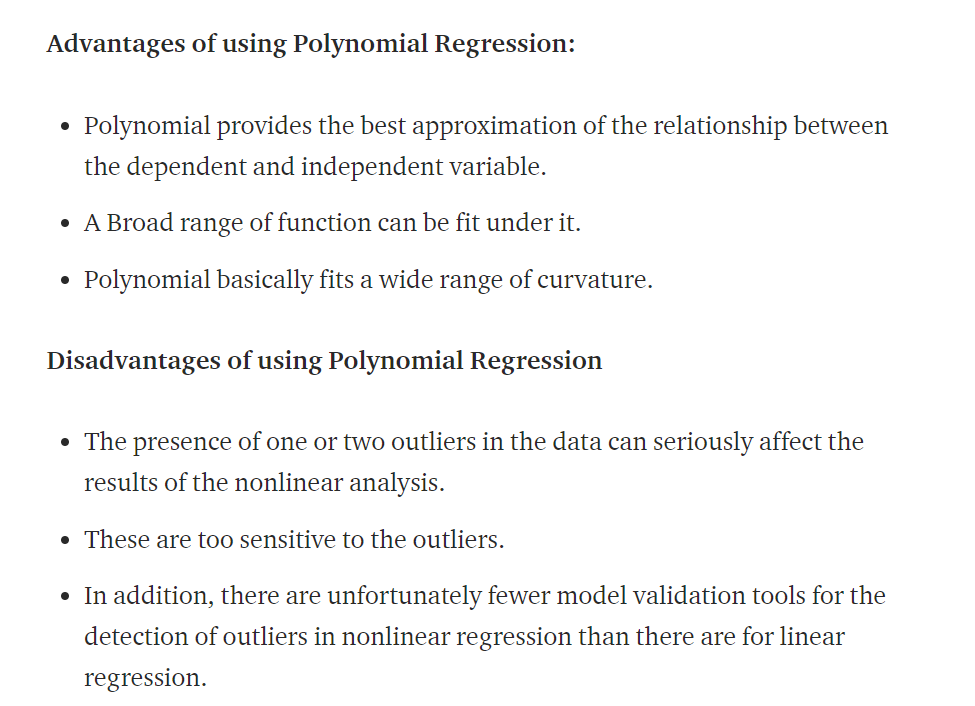 Advantages of using Polynomial Regression:
• Polynomial provides the best approximation of the relationship between
the dependent and independent variable.
• A Broad range of function can be fit under it.
• Polynomial basically fits a wide range of curvature.
Disadvantages of using Polynomial Regression
• The presence of one or two outliers in the data can seriously affect the
results of the nonlinear analysis.
• These are too sensitive to the outliers.
• In addition, there are unfortunately fewer model validation tools for the
detection of outliers in nonlinear regression than there are for linear
regression.